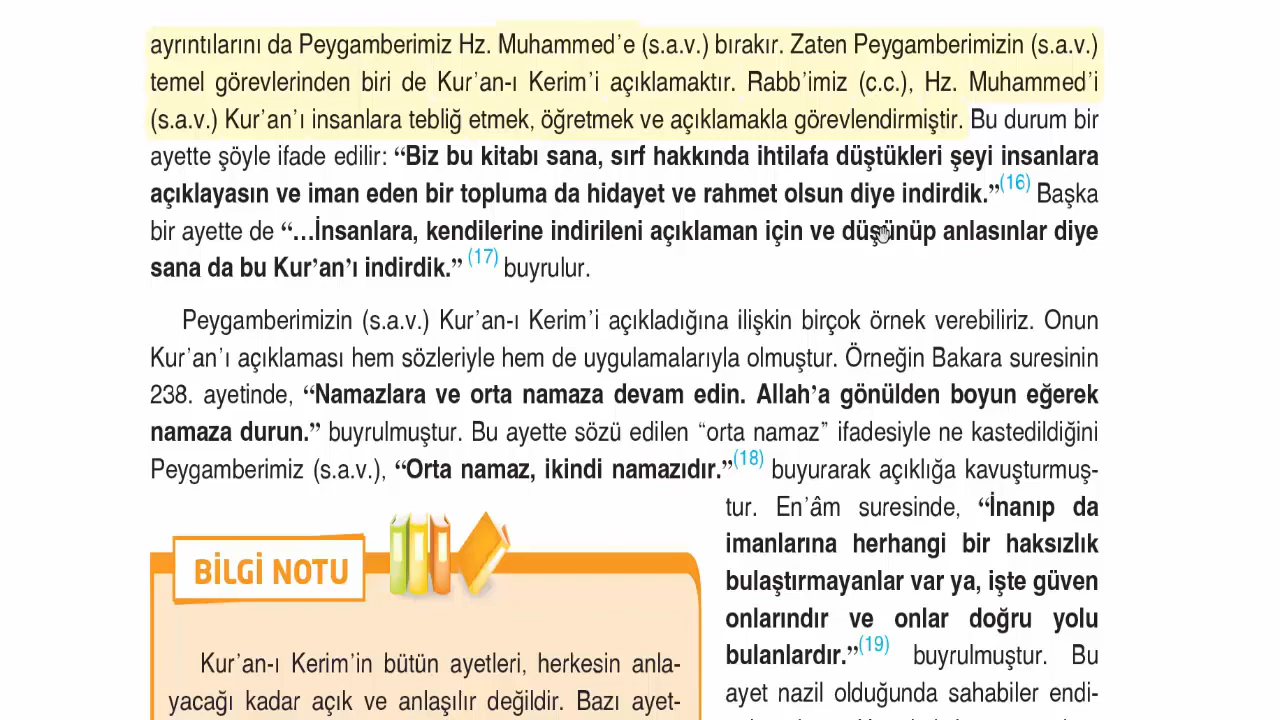 ayrıntılarını da Peygamberimiz Hz. Muhammed’e (s.a.v.) bırakır. Zaten Peygamberimizin (s.a.v.)
temel görevlerinden biri de Kur’an-ı Kerim’i açıklamaktır. Rabb’imiz (c.c.), Hz. Muhammed’i
(s.a.v.) Kur’an’ı insanlara tebliğ etmek, öğretmek ve açıklamakla görevlendirmiştir. Bu durum bir
ayette şöyle ifade edilir: “Biz bu kitabı sana, sırf hakkında ihtilafa düştükleri şeyi insanlara
açıklayasın ve iman eden bir topluma da hidayet ve rahmet olsun diye indirdik.”(16) Başka
bir ayette de “...İnsanlara, kendilerine indirileni açıklaman için ve düşünüp anlasınlar diye
sana da bu Kur’an’ı indirdik.” (17) buyrulur.
Peygamberimizin (s.a.v.) Kur’an-ı Kerim’i açıkladığına ilişkin birçok örnek verebiliriz. Onun
Kur’an’ı açıklaması hem sözleriyle hem de uygulamalarıyla olmuştur. Örneğin Bakara suresinin
238. ayetinde, “Namazlara ve orta namaza devam edin. Allah’a gönülden boyun eğerek
namaza durun.” buyrulmuştur. Bu ayette sözü edilen “orta namaz” ifadesiyle ne kastedildiğini
Peygamberimiz (s.a.v.), “Orta namaz, ikindi namazıdır.”(18) buyurarak açıklığa kavuşturmuş-
tur. En’âm suresinde, “İnanıp da
imanlarına herhangi bir haksızlık
bulaştırmayanlar var ya, işte güven
onlarındır ve onlar doğru yolu
bulanlardır.”(19) buyrulmuştur. Bu
ayet nazil olduğunda sahabiler endi-
BİLGİ NOTU
Kur’an-ı Kerim’in bütün ayetleri, herkesin anla-
yacağı kadar açık ve anlaşılır değildir. Bazı ayet-